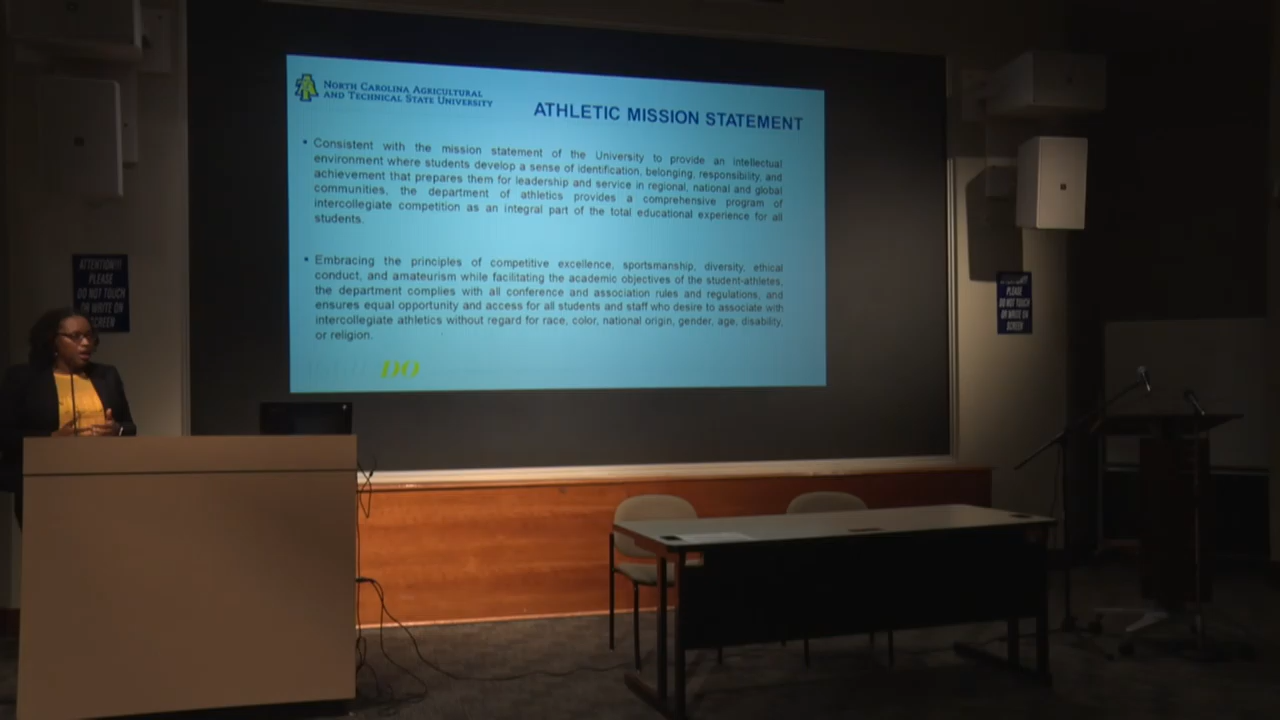 North Carolina Agricultural
and Technical State University
ATHLETIC MISSION STATEMENT
• Consistent with the mission statement of the University to provide an intellectual
environment where students develop a sense of identification, belonging, responsibility, and
achievement that prepares them for leadership and service in regional, national and global
communities, the department of athletics provides a comprehensive program of
intercollegiate competition as an integral part of the total educational experience for all
students.
• Embracing the principles of competitive excellence, sportsmanship, diversity, ethical
conduct, and amateurism while facilitating the academic objectives of the student-athletes,
the department complies with all conference and association rules and regulations, and
ensures equal opportunity and access for all students and staff who desire to associate with
intercollegiate athletics without regard for race, color, national origin, gender, age, disability,
or religion.
DO
ATTENTION!!!
PLEASE
DO NOT TOUCH
OR WRITE ON
SCREEN
PLEASE
DO NOT TOUCH
OR WRITE ON
SCREEN